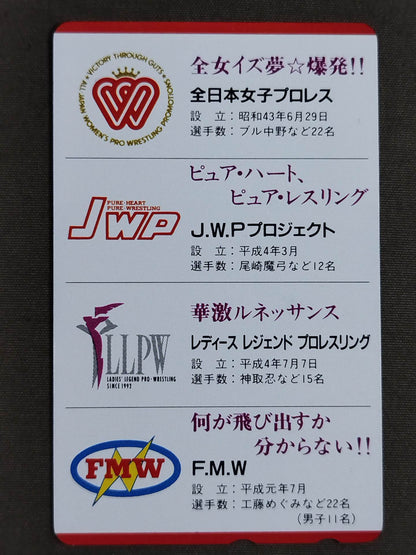 ALL JAPAN WOMEN'S PRO WRESTLING PROMOTIONS ☆ VICTORY THROUGH GUTS
全女イズ夢☆爆発!!
全日本女子プロレス
設　立：昭和43年6月29日
選手数：ブル中野など22名
PURE・HEART
PURE・WRESTLING
JWP
ピュア・ハート、
ピュア・レスリング
J.W.Pプロジェクト
設　立：平成4年3月
選手数：尾崎魔弓など12名
LLPW
LADIES' LEGEND PRO-WRESTLING
SINCE 1992
華激ルネッサンス
レディース レジェンド プロレスリング
設　立：平成4年7月7日
選手数：神取忍など15名
FMW
何が飛び出すか
分からない!!
F.M.W
設　立：平成元年7月
選手数：工藤めぐみなど22名
（男子11名）